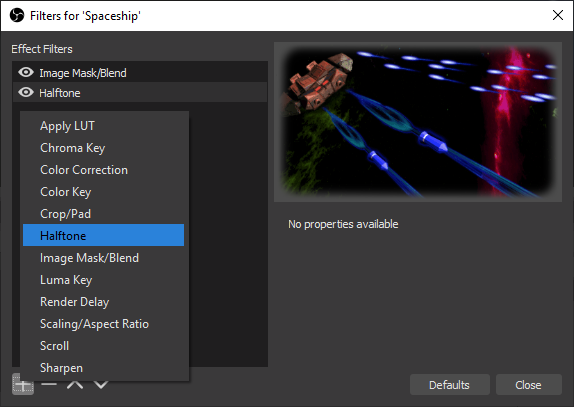 Filters for 'Spaceship'
Effect Filters
Image Mask/Blend
Halftone
Apply LUT
Chroma Key
Color Correction
Color Key
Crop/Pad
Halftone
Image Mask/Blend
Luma Key
Render Delay
Scaling/Aspect Ratio
Scroll
Sharpen
No properties available
Defaults
Close